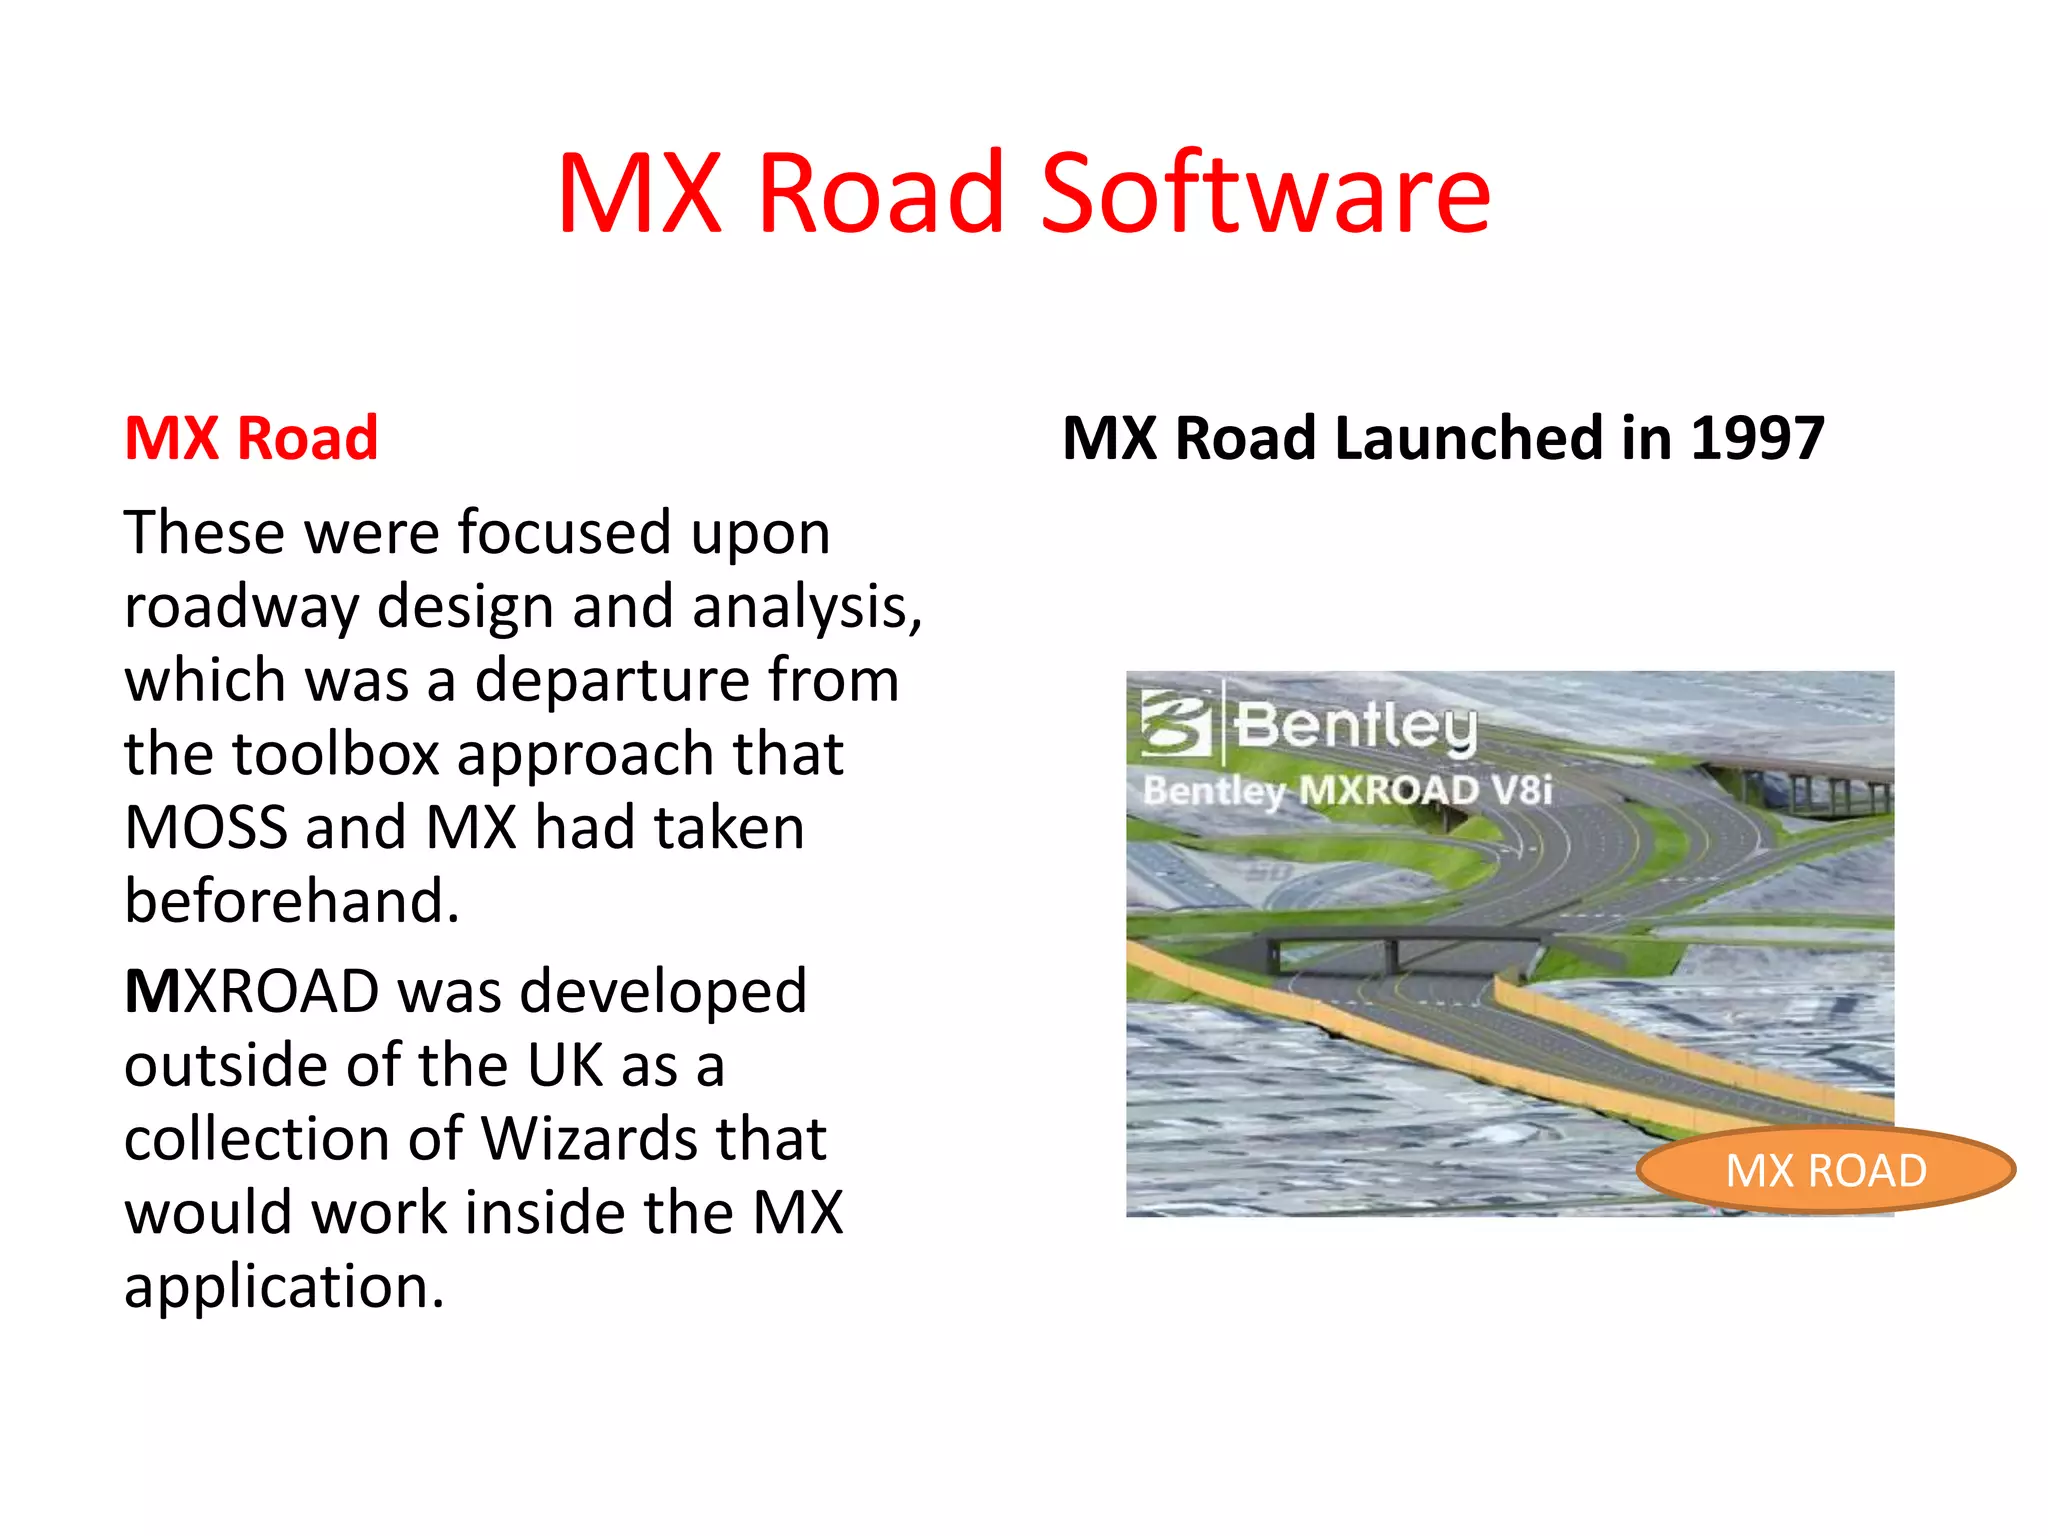 MX Road Software
MX Road
These were focused upon
roadway design and analysis,
which was a departure from
the toolbox approach that
MOSS and MX had taken
beforehand.
MXROAD was developed
outside of the UK as a
collection of Wizards that
would work inside the MX
application.
MX Road Launched in 1997
Bentley
Bentley MXROAD V8i
MX ROAD